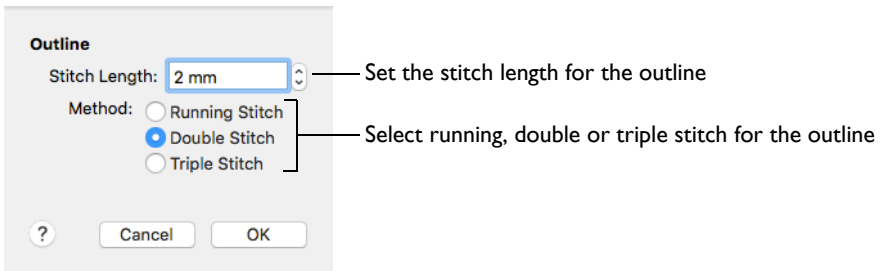 Outline
Stitch Length: 2 mm Set the stitch length for the outline
Method: Running Stitch
Double Stitch Select running, double or triple stitch for the outline
Triple Stitch
? Cancel OK